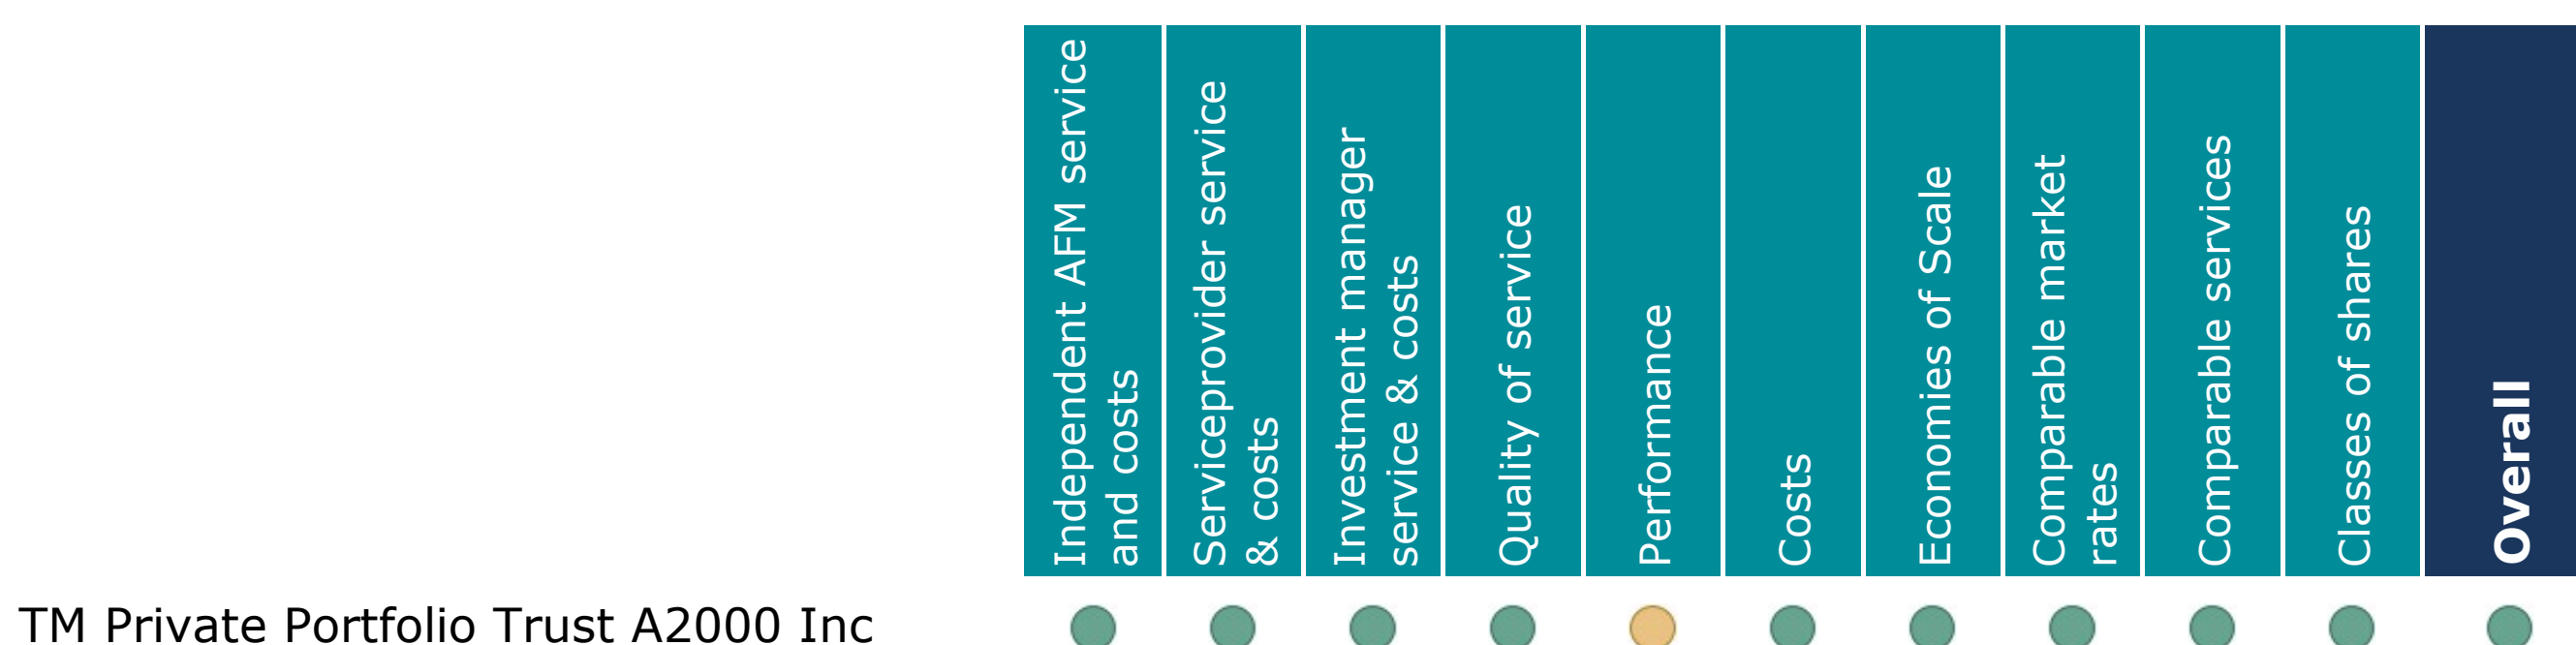 Independent AFM service
and costs
Serviceprovider service
& costs
Investment manager
service & costs
Quality of service
Performance
Costs
Economies of Scale
Comparable market
rates
Comparable services
Classes of shares
Overall
TM Private Portfolio Trust A2000 Inc